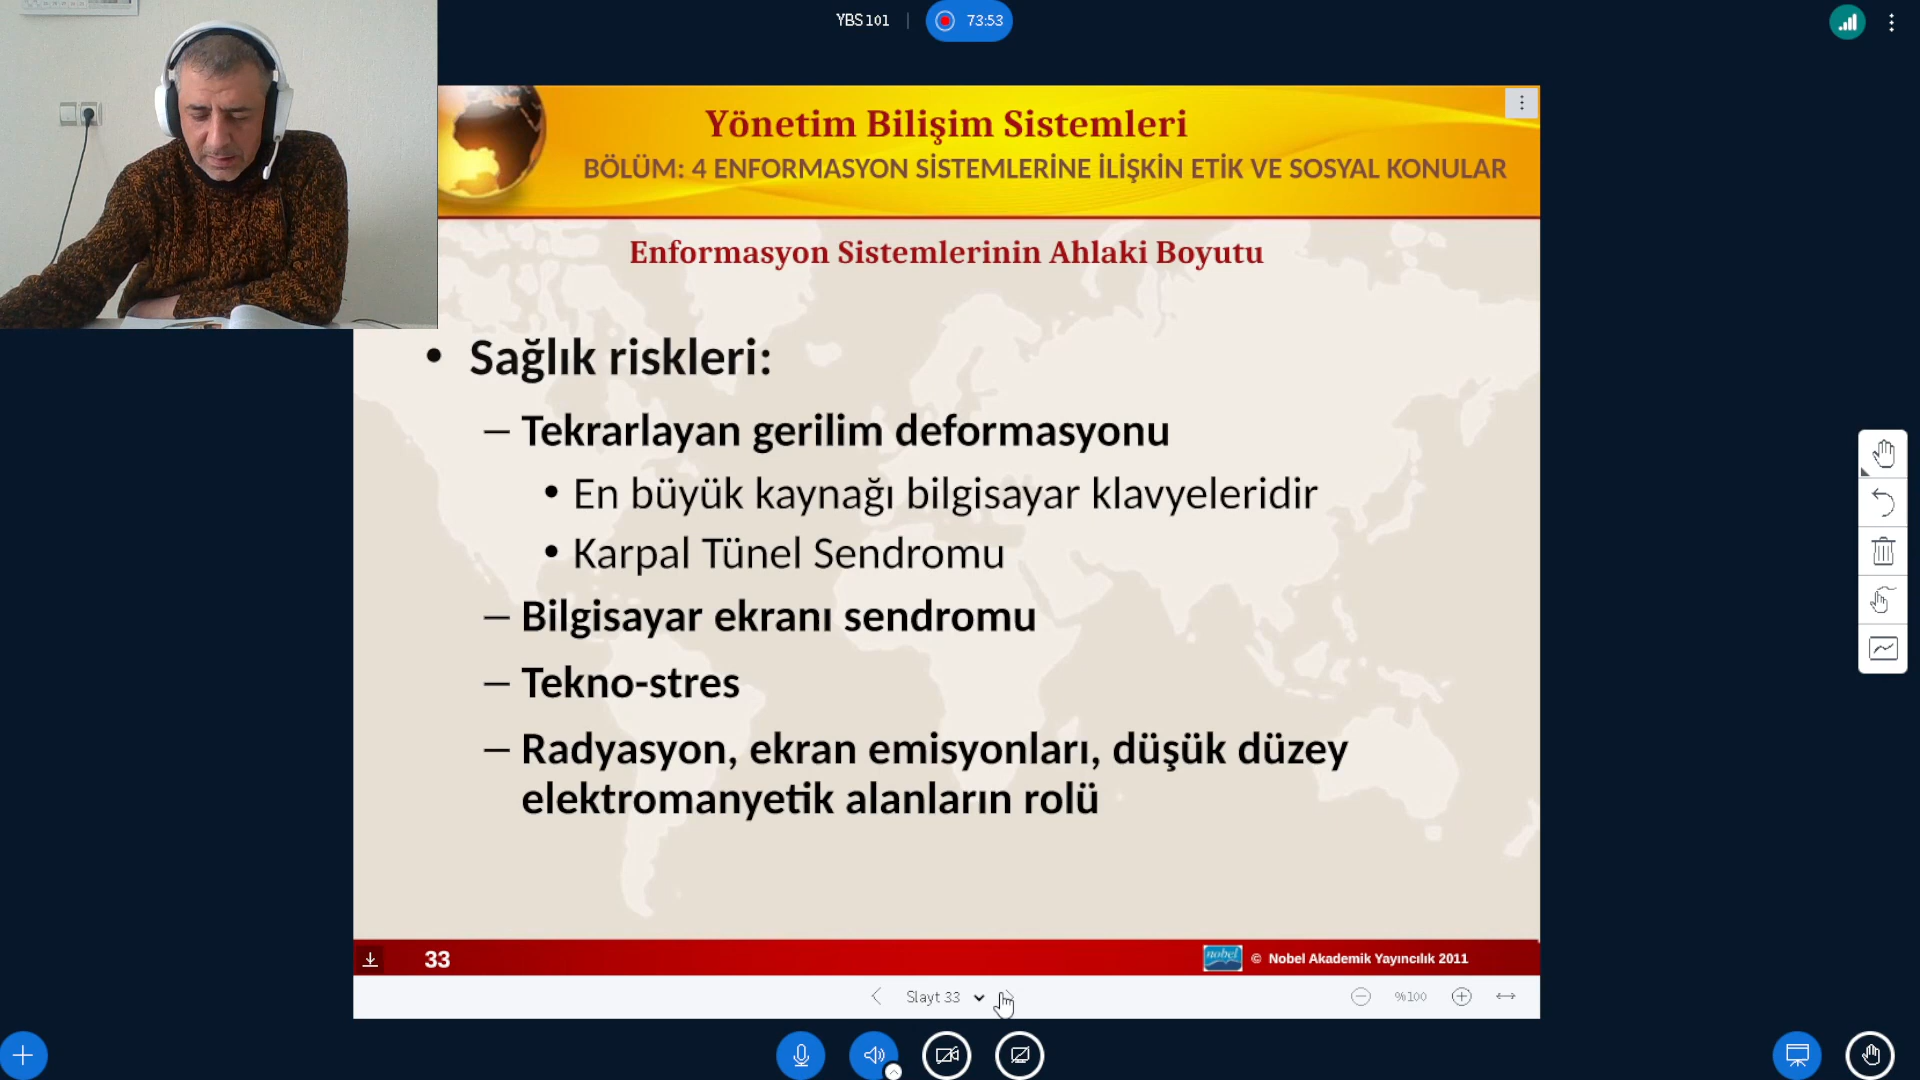 YBS 101
73:53
Yönetim Bilişim Sistemleri
BÖLÜM: 4 ENFORMASYON SİSTEMLERİNE İLİŞKİN ETİK VE SOSYAL KONULAR
Enformasyon Sistemlerinin Ahlaki Boyutu
• Sağlık riskleri:
– Tekrarlayan gerilim deformasyonu
• En büyük kaynağı bilgisayar klavyeleridir
• Karpal Tünel Sendromu
– Bilgisayar ekranı sendromu
– Tekno-stres
– Radyasyon, ekran emisyonları, düşük düzey
elektromanyetik alanların rolü
33
nobel
© Nobel Akademik Yayıncılık 2011
Slayt 33
%100